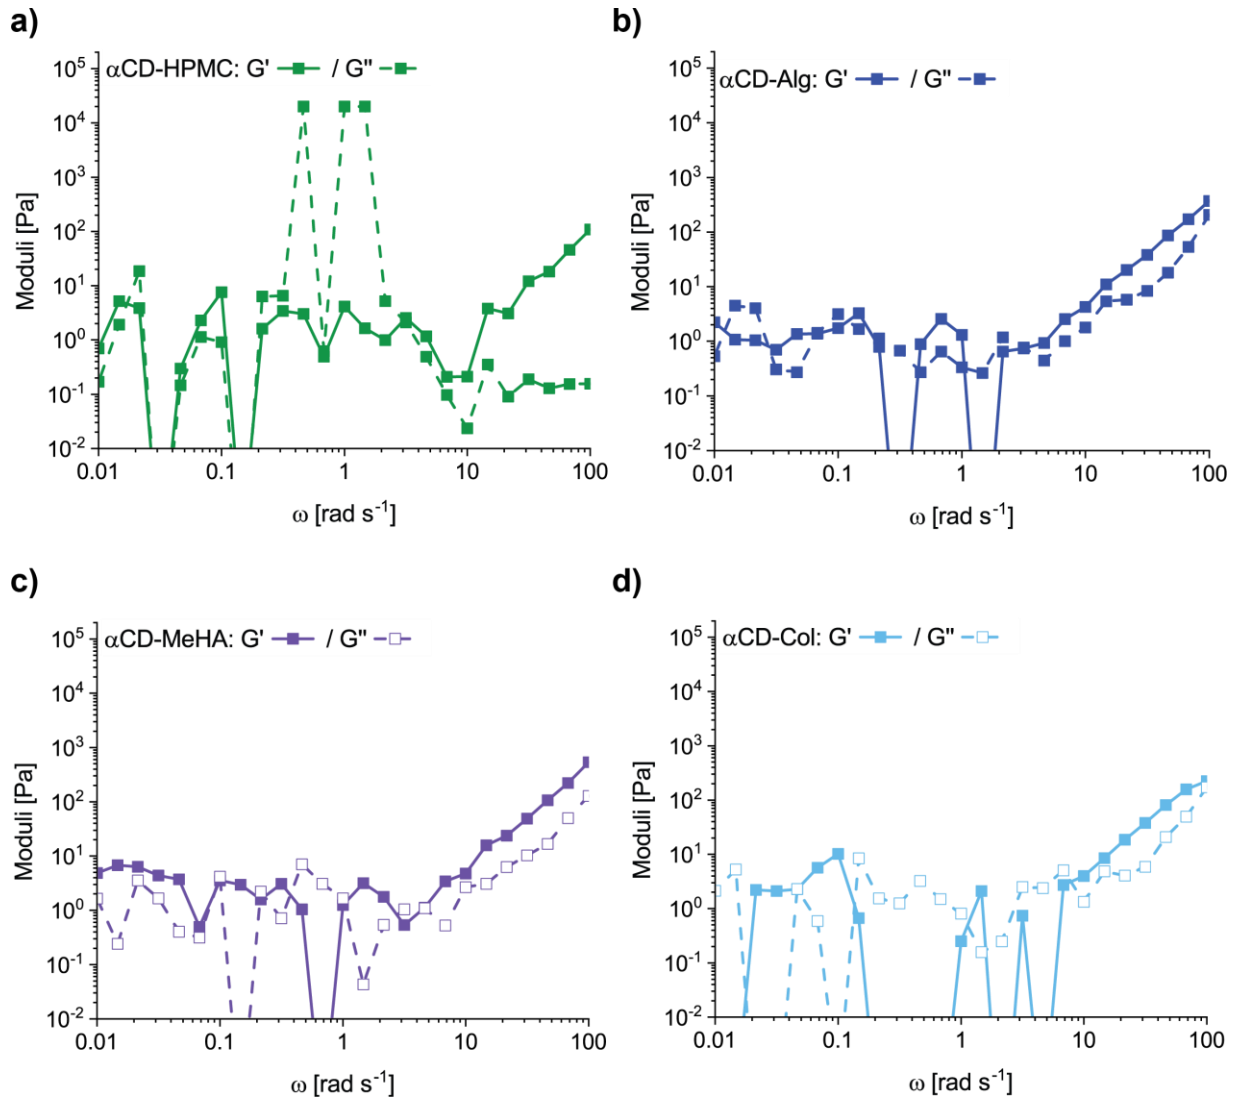 a)
αCD-HPMC: G' / G"
10⁵
10⁴
10³
10²
10¹
10⁰
10⁻¹
10⁻²
Moduli [Pa]
0.01 0.1 1 10 100
ω [rad s⁻¹]
b)
αCD-Alg: G' / G"
10⁵
10⁴
10³
10²
10¹
10⁰
10⁻¹
10⁻²
Moduli [Pa]
0.01 0.1 1 10 100
ω [rad s⁻¹]
c)
αCD-MeHA: G' / G"
10⁵
10⁴
10³
10²
10¹
10⁰
10⁻¹
10⁻²
Moduli [Pa]
0.01 0.1 1 10 100
ω [rad s⁻¹]
d)
αCD-Col: G' / G"
10⁵
10⁴
10³
10²
10¹
10⁰
10⁻¹
10⁻²
Moduli [Pa]
0.01 0.1 1 10 100
ω [rad s⁻¹]